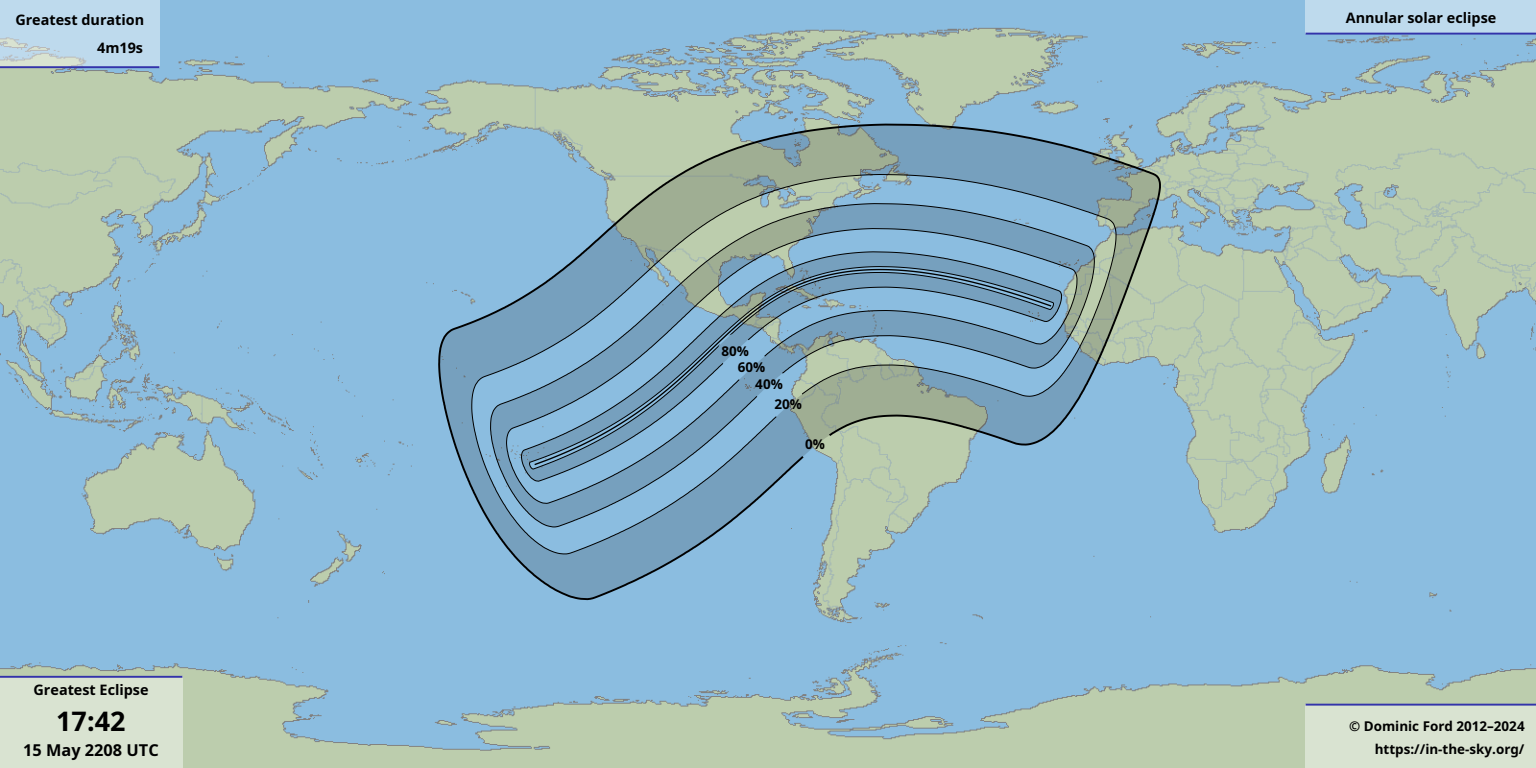 Greatest duration
4m19s
Annular solar eclipse
80%
60%
40%
20%
0%
Greatest Eclipse
17:42
15 May 2208 UTC
© Dominic Ford 2012–2024
https://in-the-sky.org/